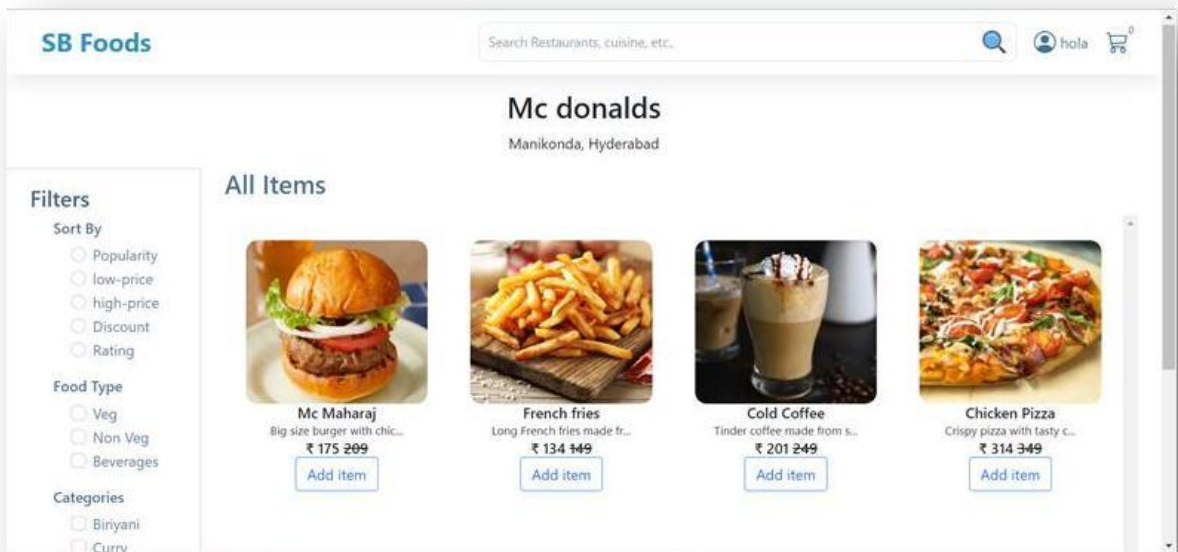 SB Foods
Search Restaurants, cuisine, etc.,
hola
0
Mc donalds
Manikonda, Hyderabad
Filters
Sort By
Popularity
low-price
high-price
Discount
Rating
Food Type
Veg
Non Veg
Beverages
Categories
Biriyani
Curry
All Items
Mc Maharaj
Big size burger with chic...
₹ 175 209
Add item
French fries
Long French fries made fr...
₹ 134 149
Add item
Cold Coffee
Tinder coffee made from s...
₹ 201 249
Add item
Chicken Pizza
Crispy pizza with tasty c...
₹ 314 349
Add item